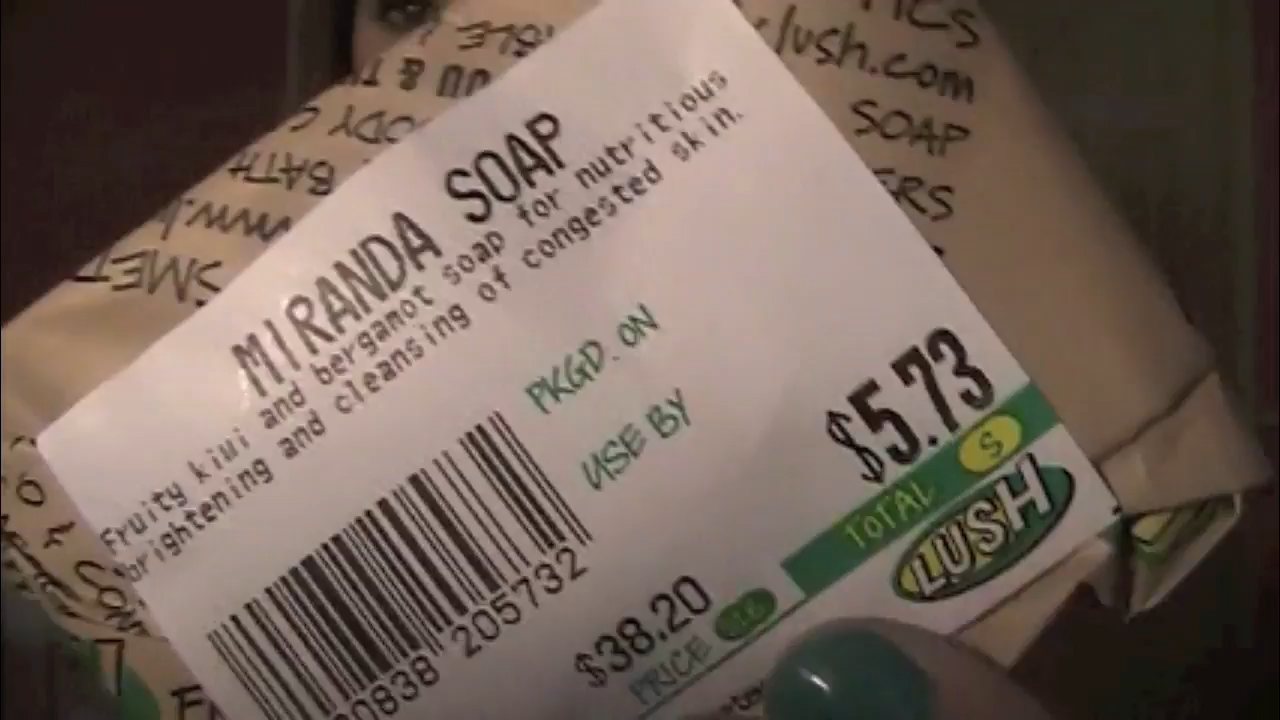 MIRANDA SOAP
Fruity kiwi and bergamot soap for nutritious
brightening and cleansing of congested skin.
PKGD. ON
USE BY
$5.73
TOTAL S
LUSH
205732
$38.20
PRICE
lush.com
SOAP
BATH